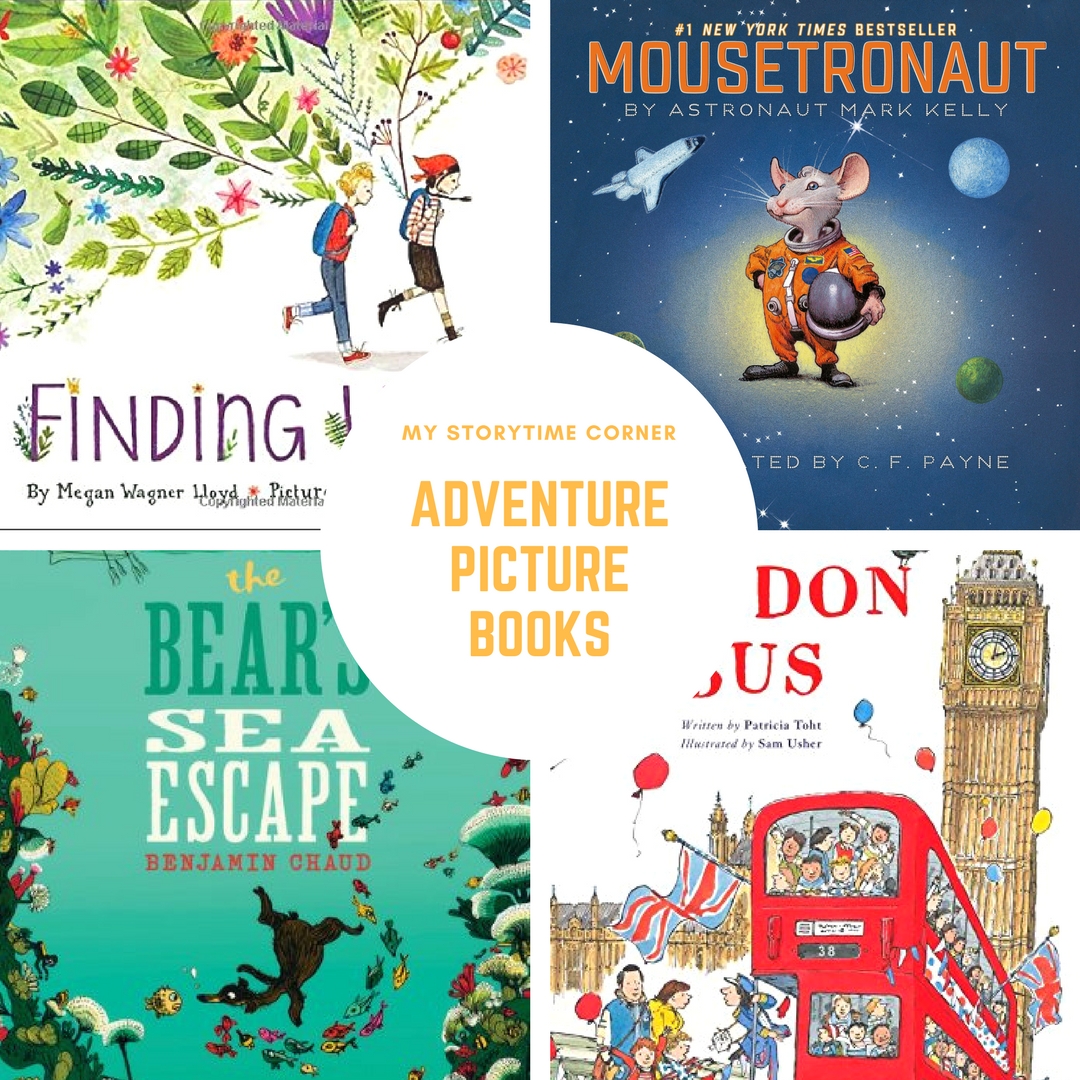 Copyrighted Material
FINDING
By Megan Wagner Lloyd
Copyrighted Materia
#1 NEW YORK TIMES BESTSELLER
MOUSETRONAUT
BY ASTRONAUT MARK KELLY
TED BY C. F. PAYNE
MY STORYTIME CORNER
ADVENTURE
PICTURE
BOOKS
the
BEAR'S
SEA
ESCAPE
BENJAMIN CHAUD
DON
US
Written by Patricia Toht
Illustrated by Sam Usher
38